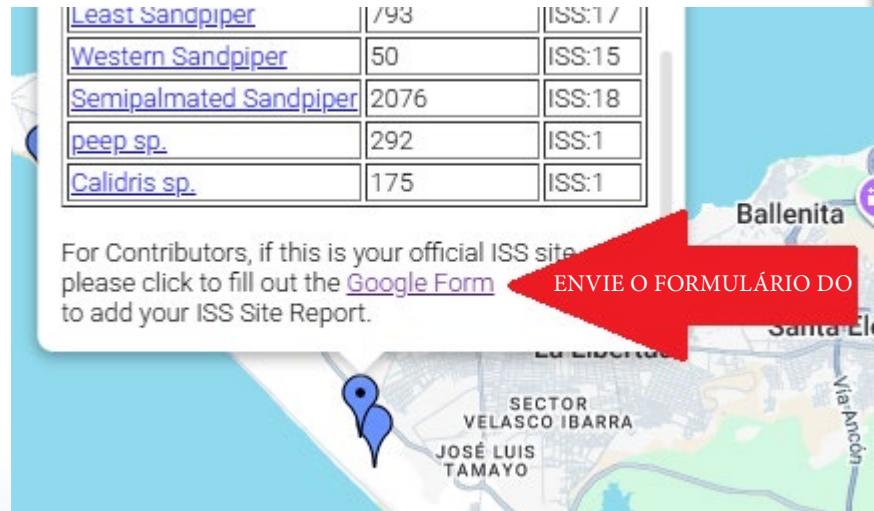 Least Sandpiper 793 ISS:17
Western Sandpiper 50 ISS:15
Semipalmated Sandpiper 2076 ISS:18
peep sp. 292 ISS:1
Calidris sp. 175 ISS:1
For Contributors, if this is your official ISS site
please click to fill out the Google Form
to add your ISS Site Report.
ENVIE O FORMULÁRIO DO
Ballenita
Santa Ele
La Libertad
SECTOR
VELASCO IBARRA
JOSÉ LUIS
TAMAYO
Vía-Ancón